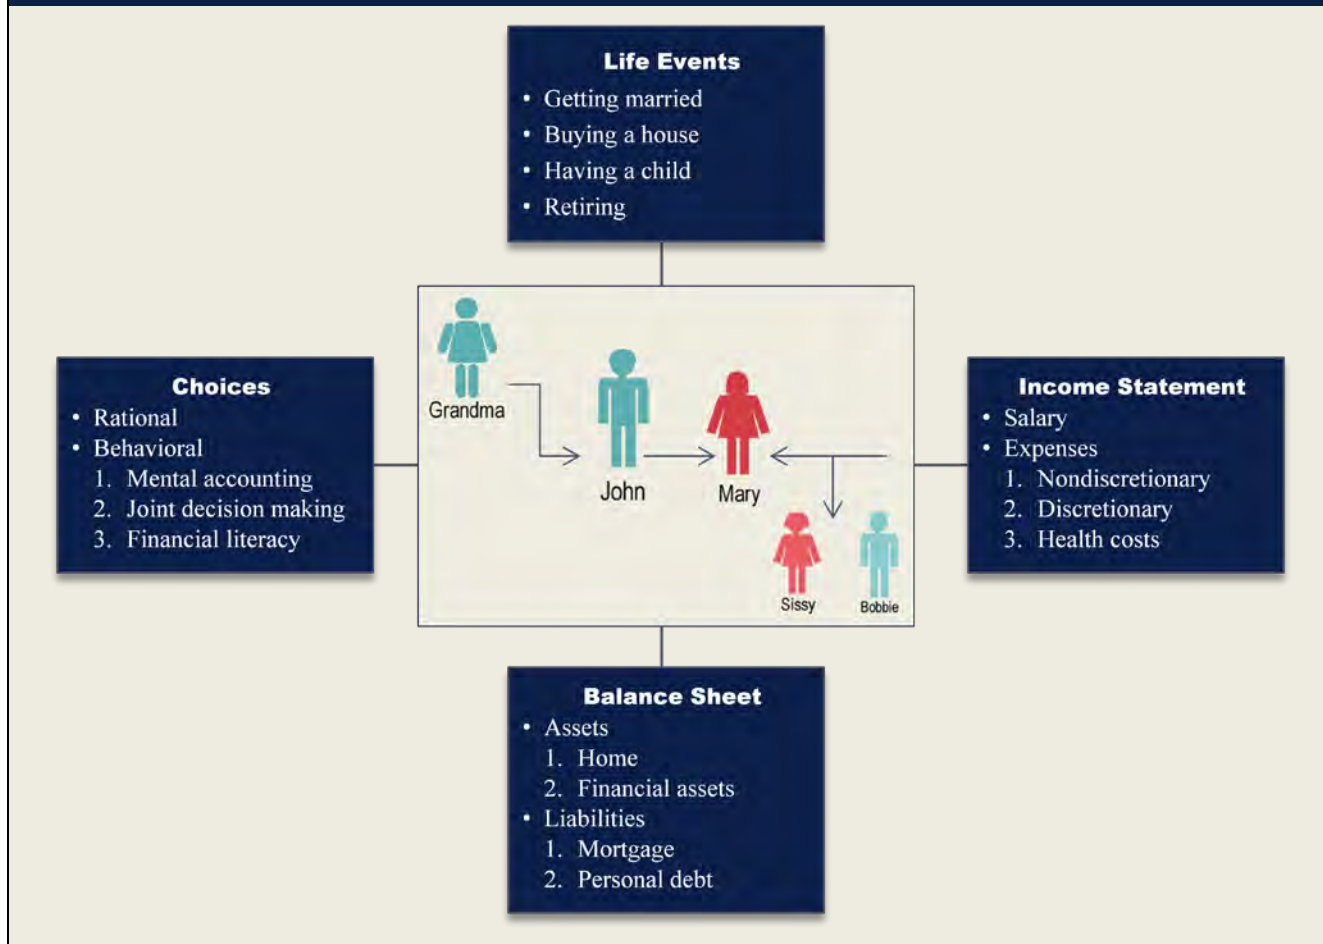 Life Events
• Getting married
• Buying a house
• Having a child
• Retiring
Choices
• Rational
• Behavioral
1. Mental accounting
2. Joint decision making
3. Financial literacy
Grandma
John
Mary
Sissy
Bobbie
Income Statement
• Salary
• Expenses
1. Nondiscretionary
2. Discretionary
3. Health costs
Balance Sheet
• Assets
1. Home
2. Financial assets
• Liabilities
1. Mortgage
2. Personal debt